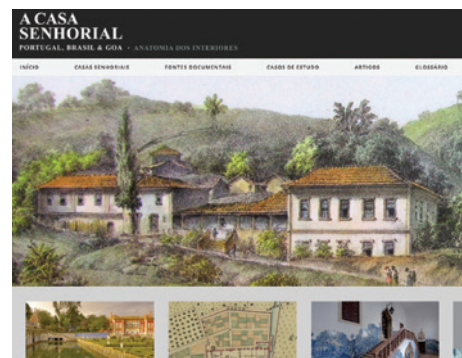 A CASA
SENHORIAL
PORTUGAL, BRASIL & GOA • ANATOMIA DOS INTERIORES
INÍCIO CASAS SENHORIAIS FONTES DOCUMENTAIS CASOS DE ESTUDO ARTIGOS GLOSSÁRIO